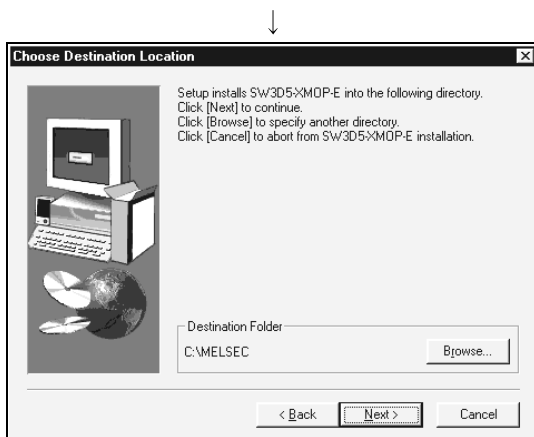 Choose Destination Location
Setup installs SW3D5-XMOP-E into the following directory.
Click [Next] to continue.
Click [Browse] to specify another directory.
Click [Cancel] to abort from SW3D5-XMOP-E installation.
Destination Folder
C:\MELSEC
Browse...
< Back
Next >
Cancel